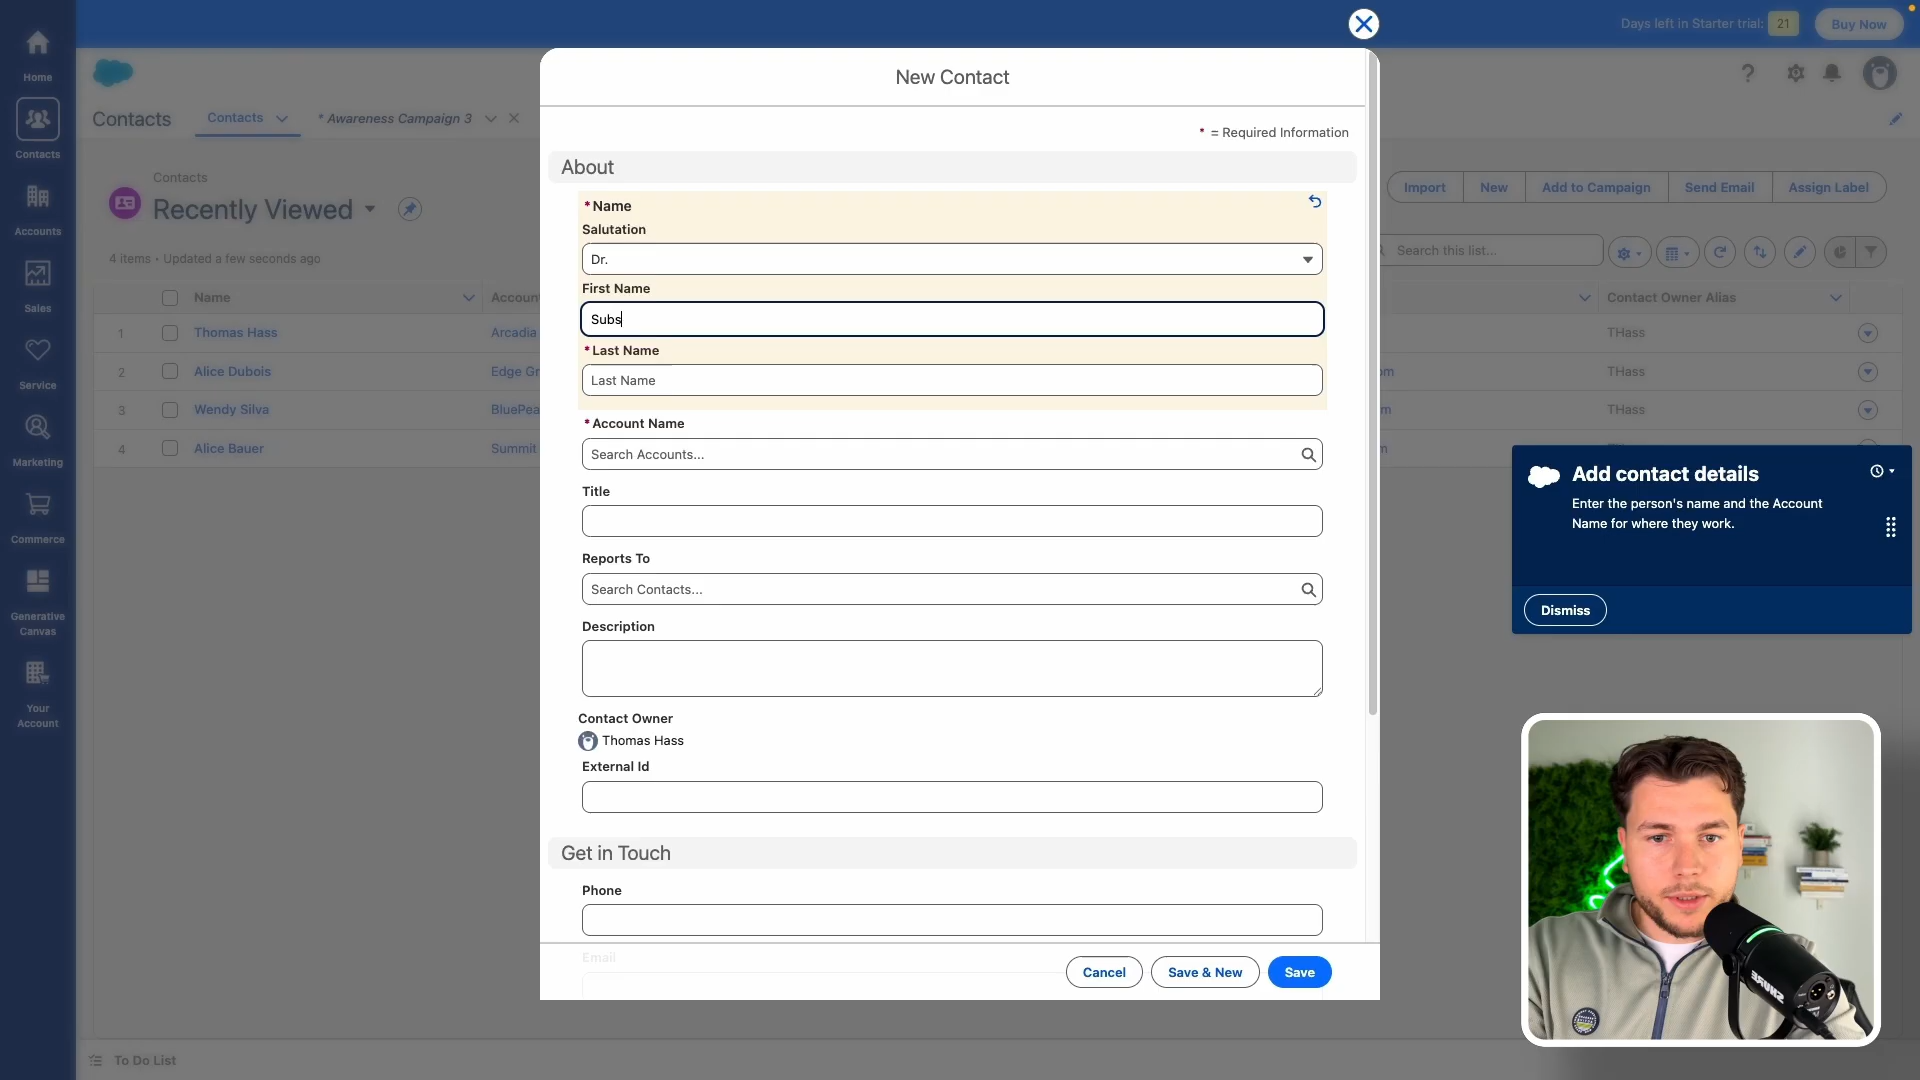 Days left in Starter trial: 21 Buy Now
Home
Contacts
Accounts
Sales
Service
Marketing
Commerce
Generative
Canvas
Your
Account
Contacts
Contacts
* Awareness Campaign 3
Contacts
Recently Viewed
4 items • Updated a few seconds ago
Import
New
Add to Campaign
Send Email
Assign Label
Search this list...
Name
Accoun
Contact Owner Alias
1 Thomas Hass Arcadia THass
2 Alice Dubois Edge Gr om THass
3 Wendy Silva BluePea m THass
4 Alice Bauer Summit m
New Contact
* = Required Information
About
* Name
Salutation
Dr.
First Name
Subs
* Last Name
Last Name
* Account Name
Search Accounts...
Title
Reports To
Search Contacts...
Description
Contact Owner
Thomas Hass
External Id
Get in Touch
Phone
Email
Cancel
Save & New
Save
Add contact details
Enter the person's name and the Account
Name for where they work.
Dismiss
SHURE
To Do List